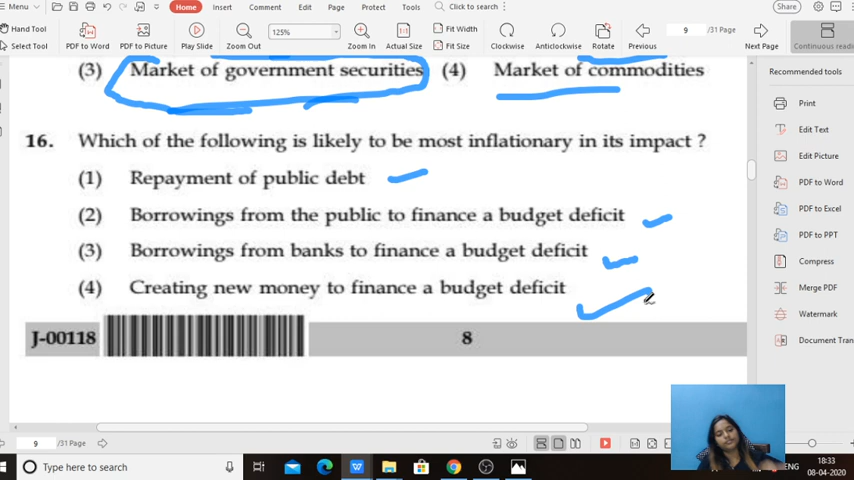 Menu
Home Insert Comment Edit Page Protect Tools Click to search Share
Hand Tool
Select Tool
PDF to Word PDF to Picture Play Slide Zoom Out 125% Zoom In Actual Size Fit Width Fit Size Clockwise Anticlockwise Rotate Previous 9 /31 Page Next Page Continuous readi
(3) Market of government securities (4) Market of commodities
16. Which of the following is likely to be most inflationary in its impact ?
(1) Repayment of public debt
(2) Borrowings from the public to finance a budget deficit
(3) Borrowings from banks to finance a budget deficit
(4) Creating new money to finance a budget deficit
J-00118 8
Recommended tools
Print
Edit Text
Edit Picture
PDF to Word
PDF to Excel
PDF to PPT
Compress
Merge PDF
Watermark
Document Tran
9 /31 Page
Type here to search
ENG
18:33
08-04-2020